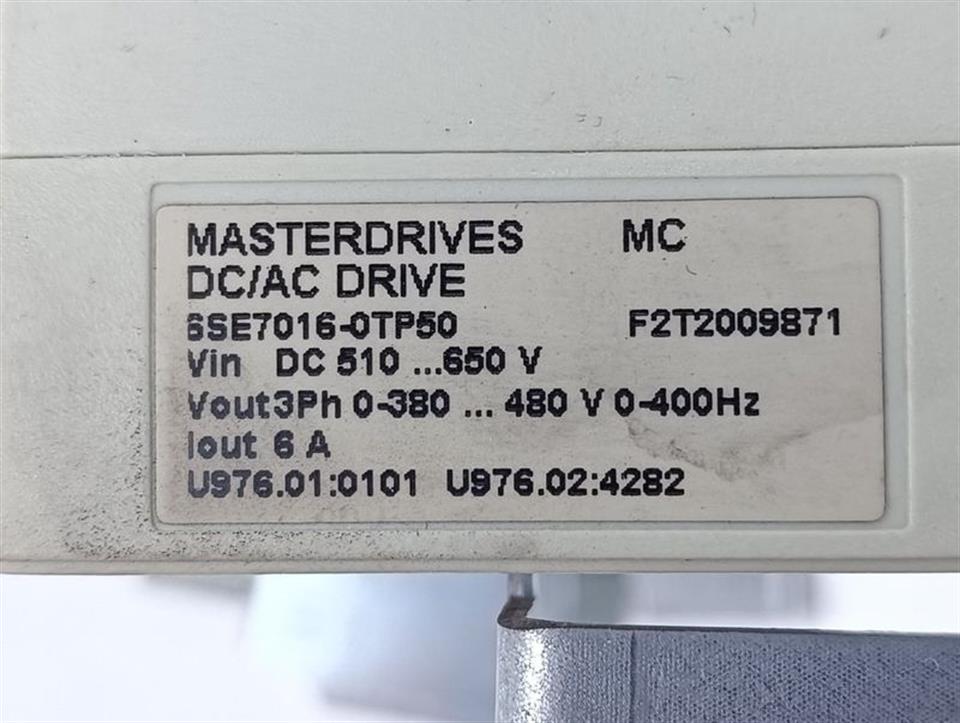 MASTERDRIVES MC
DC/AC DRIVE
6SE7016-0TP50 F2T2009871
Vin DC 510 ...650 V
Vout3Ph 0-380 ... 480 V 0-400Hz
Iout 6 A
U976.01:0101 U976.02:4282